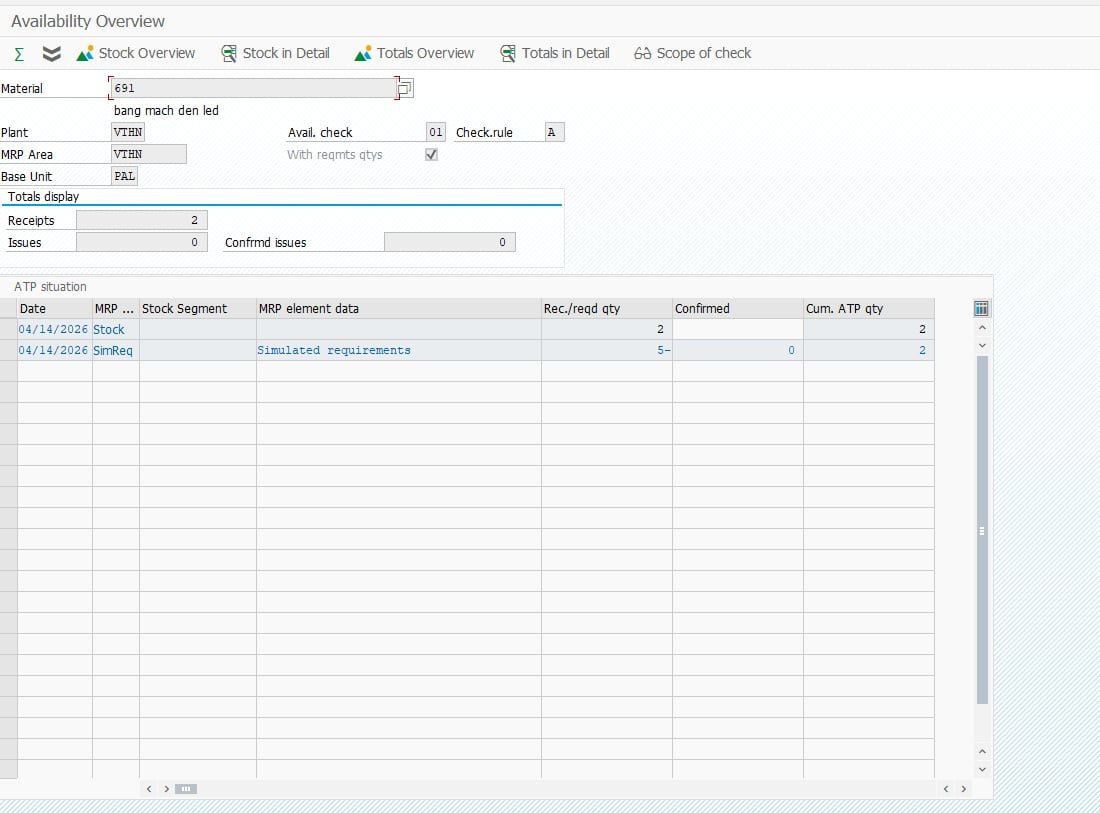 Availability Overview
Stock Overview Stock in Detail Totals Overview Totals in Detail Scope of check
Material 691
bang mach den led
Plant VTHN Avail. check 01 Check.rule A
MRP Area VTHN With reqmts qtys
Base Unit PAL
Totals display
Receipts 2
Issues 0 Confrmd issues 0
ATP situation
Date MRP ... Stock Segment MRP element data Rec./reqd qty Confirmed Cum. ATP qty
04/14/2026 Stock 2 2
04/14/2026 SimReq Simulated requirements 5- 0 2